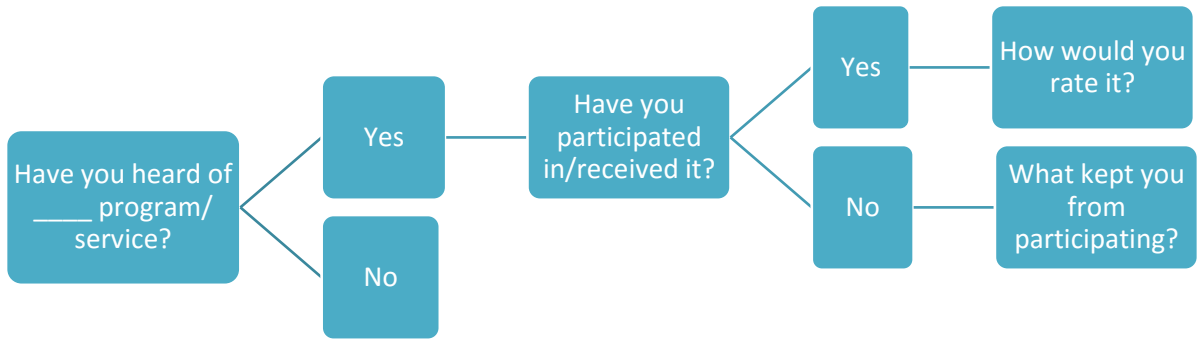 Have you heard of
____ program/
service?
Yes
No
Have you
participated
in/received it?
Yes
How would you
rate it?
No
What kept you
from
participating?